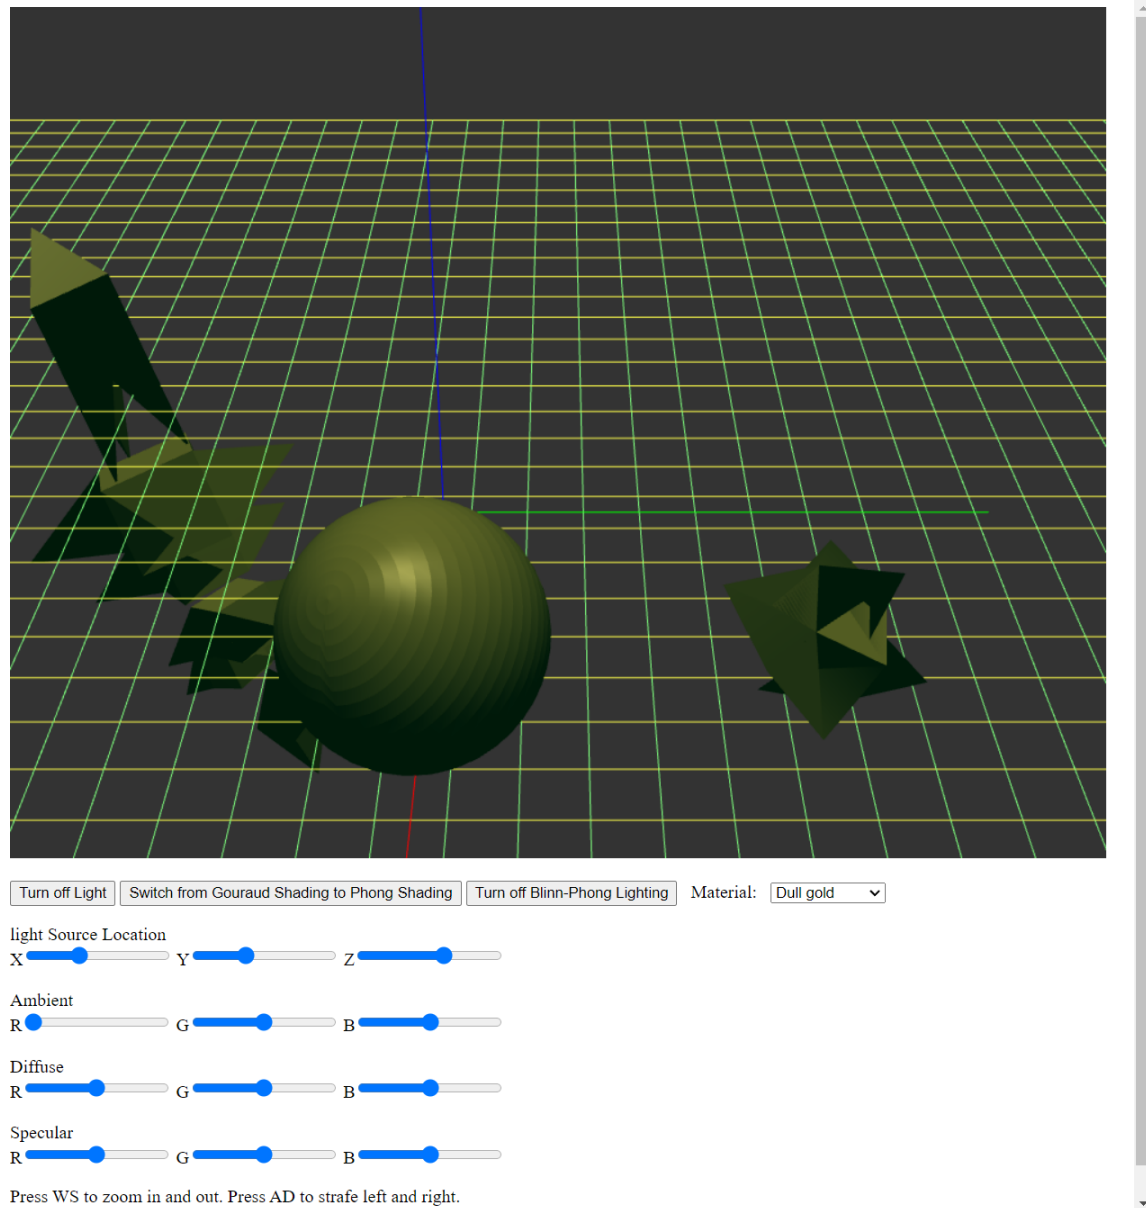 Turn off Light Switch from Gouraud Shading to Phong Shading Turn off Blinn-Phong Lighting Material: Dull gold
light Source Location
X Y Z
Ambient
R G B
Diffuse
R G B
Specular
R G B
Press WS to zoom in and out. Press AD to strafe left and right.